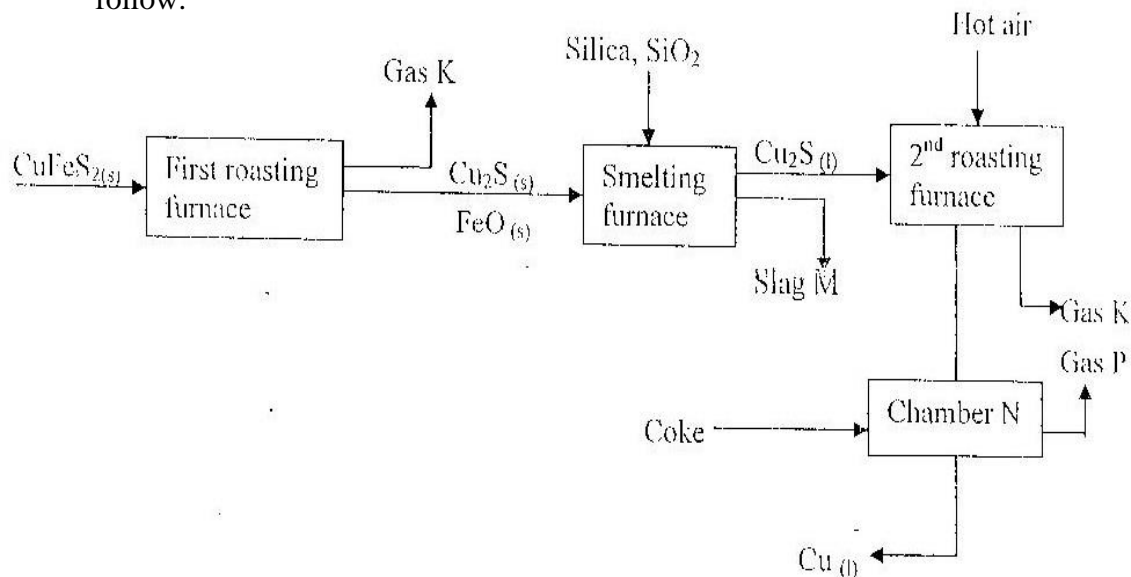 follow.
Hot air
Silica, SiO₂
Gas K
CuFeS₂(s)
First roasting
furnace
Cu₂S (s)
FeO (s)
Smelting
furnace
Cu₂S (l)
2nd roasting
furnace
Slag M
Gas K
Gas P
Coke
Chamber N
Cu (l)